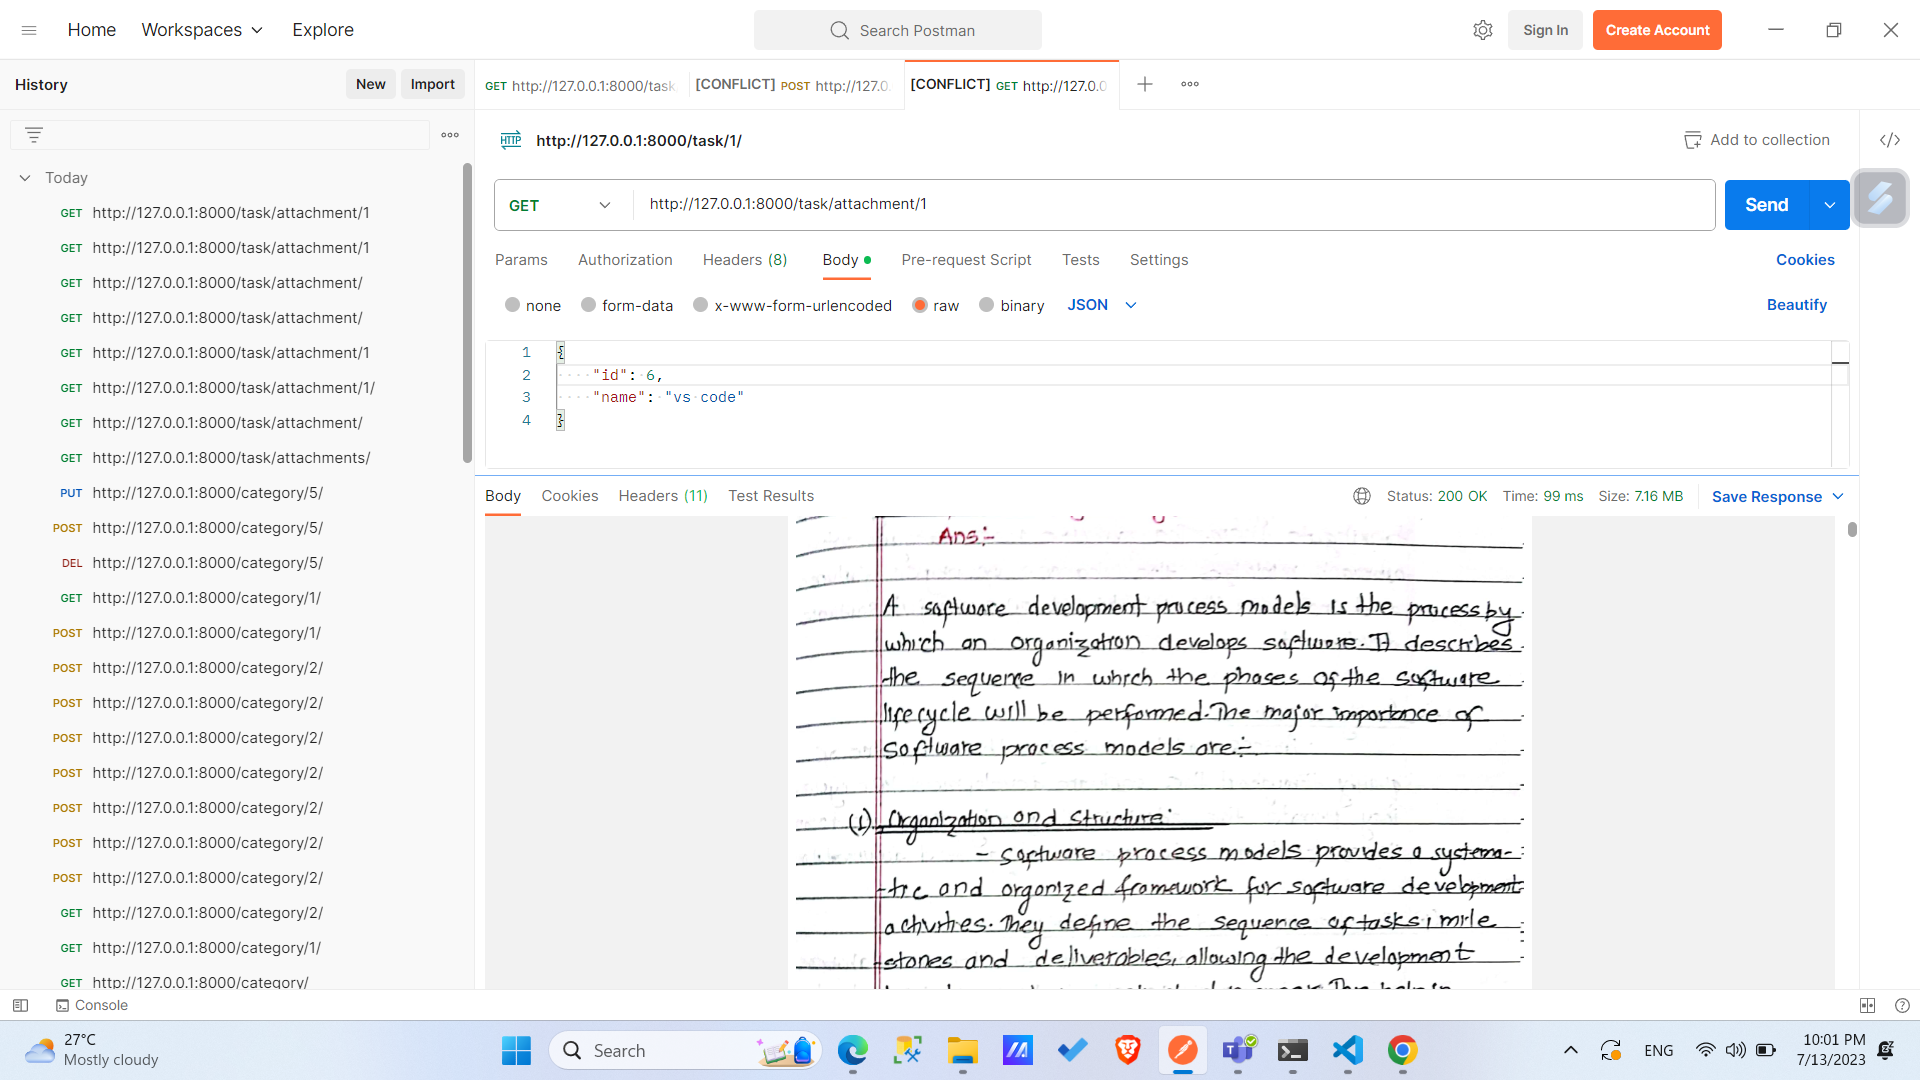 Home
Workspaces
Explore
Search Postman
Sign In
Create Account
History
New
Import
GET http://127.0.0.1:8000/task
[CONFLICT] POST http://127.0.
[CONFLICT] GET http://127.0.0
http://127.0.0.1:8000/task/1/
Add to collection
Today
GET http://127.0.0.1:8000/task/attachment/1
GET http://127.0.0.1:8000/task/attachment/1
GET http://127.0.0.1:8000/task/attachment/
GET http://127.0.0.1:8000/task/attachment/
GET http://127.0.0.1:8000/task/attachment/1
GET http://127.0.0.1:8000/task/attachment/1/
GET http://127.0.0.1:8000/task/attachment/
GET http://127.0.0.1:8000/task/attachments/
PUT http://127.0.0.1:8000/category/5/
POST http://127.0.0.1:8000/category/5/
DEL http://127.0.0.1:8000/category/5/
GET http://127.0.0.1:8000/category/1/
POST http://127.0.0.1:8000/category/1/
POST http://127.0.0.1:8000/category/2/
POST http://127.0.0.1:8000/category/2/
POST http://127.0.0.1:8000/category/2/
POST http://127.0.0.1:8000/category/2/
POST http://127.0.0.1:8000/category/2/
POST http://127.0.0.1:8000/category/2/
POST http://127.0.0.1:8000/category/2/
GET http://127.0.0.1:8000/category/2/
GET http://127.0.0.1:8000/category/1/
GET http://127.0.0.1:8000/category/
GET http://127.0.0.1:8000/task/attachment/1
Send
Params Authorization Headers (8) Body Pre-request Script Tests Settings
Cookies
none form-data x-www-form-urlencoded raw binary JSON
Beautify
1 {
2 "id": 6,
3 "name": "vs code"
4 }
Body Cookies Headers (11) Test Results
Status: 200 OK Time: 99 ms Size: 7.16 MB
Save Response
Ans:-
A software development process models is the process by
which an organization develops software. It describes
the sequence in which the phases of the software
lifecycle will be performed. The major importance of
software process models are:-
(1) Organization and Structure:
- Software process models provides a systema-
-tic and organized framework for software development
activities. They define the sequence of tasks, mile
-stones and deliverables, allowing the development
Console
27°C
Mostly cloudy
Search
ENG
10:01 PM
7/13/2023